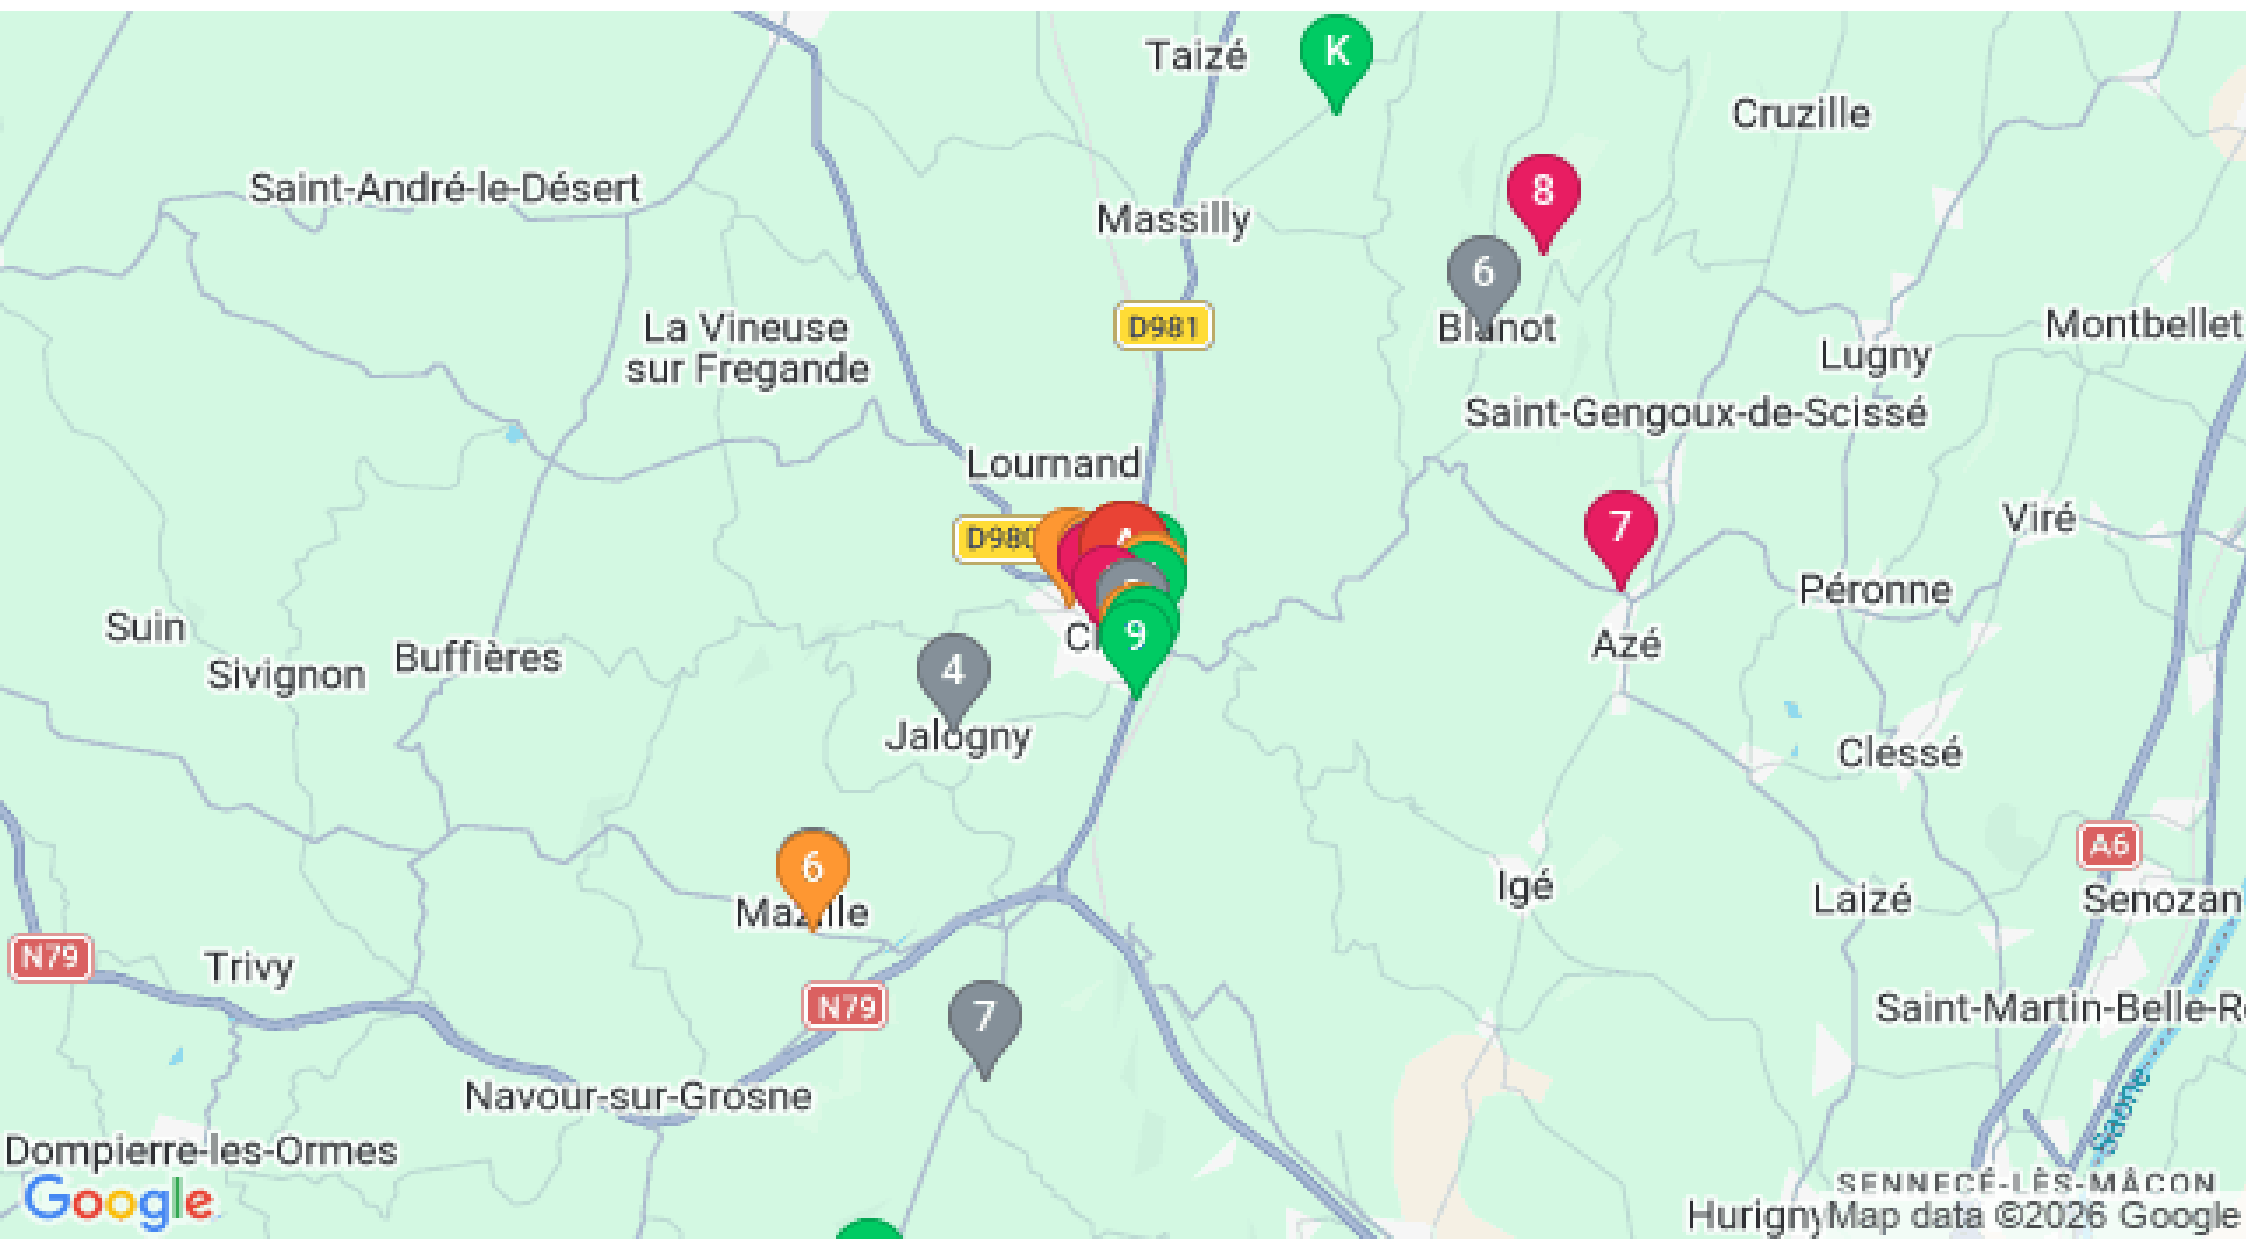 Taizé
K
Cruzille
Saint-André-le-Désert
8
Massilly
6
La Vineuse
sur Fregande
D981
Montbellet
Lugny
Saint-Gengoux-de-Scissé
Lournand
7
Viré
Péronne
Suin
9
Azé
Sivignon
Buffières
4
Jalogny
Clessé
A6
6
Igé
Laizé
Senozan
N79
Trivy
N79
7
Saint-Martin-Belle-R
Navour-sur-Grosne
Saône
Dompierre-les-Ormes
SENNECÉ-LÈS-MÂCON
Google
Hurigny
Map data ©2026 Google